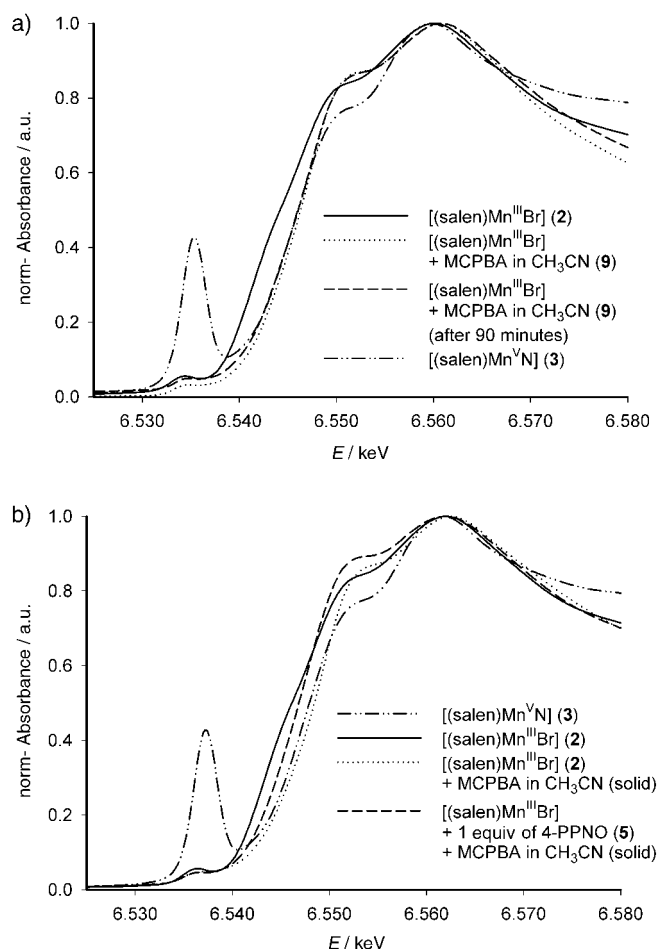 a)
1.0
0.8
0.6
0.4
0.2
0.0
norm- Absorbance / a.u.
[(salen)MnIIIBr] (2)
[(salen)MnIIIBr]
+ MCPBA in CH3CN (9)
[(salen)MnIIIBr]
+ MCPBA in CH3CN (9)
(after 90 minutes)
[(salen)MnVN] (3)
6.530 6.540 6.550 6.560 6.570 6.580
E / keV
b)
1.0
0.8
0.6
0.4
0.2
0.0
norm- Absorbance / a.u.
[(salen)MnVN] (3)
[(salen)MnIIIBr] (2)
[(salen)MnIIIBr] (2)
+ MCPBA in CH3CN (solid)
[(salen)MnIIIBr]
+ 1 equiv of 4-PPNO (5)
+ MCPBA in CH3CN (solid)
6.530 6.540 6.550 6.560 6.570 6.580
E / keV